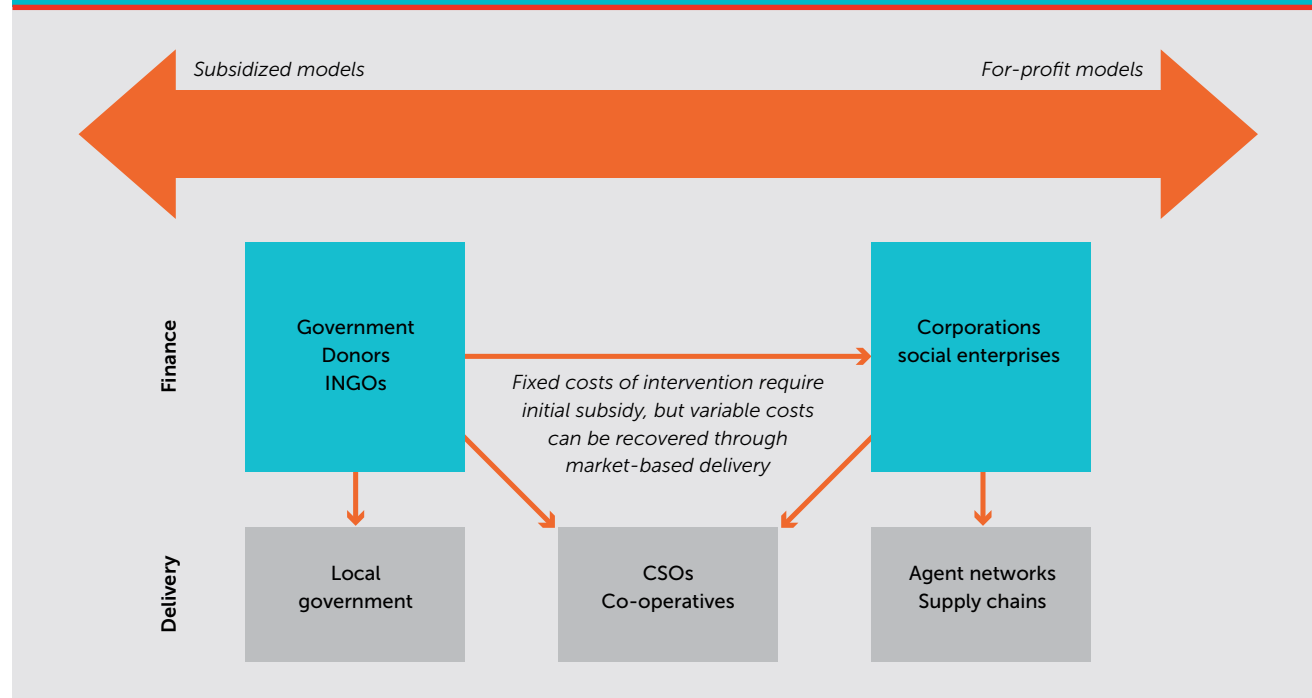 Subsidized models
For-profit models
Finance
Government
Donors
INGOs
Corporations
social enterprises
Fixed costs of intervention require
initial subsidy, but variable costs
can be recovered through
market-based delivery
Delivery
Local
government
CSOs
Co-operatives
Agent networks
Supply chains